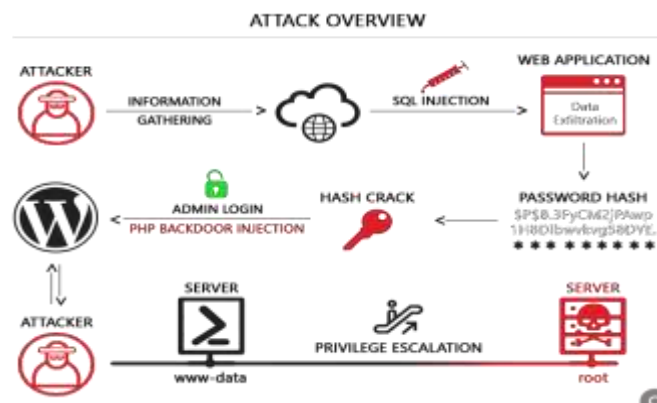 ATTACK OVERVIEW
ATTACKER
INFORMATION
GATHERING
SQL INJECTION
WEB APPLICATION
Data
Exfiltration
ADMIN LOGIN
PHP BACKDOOR INJECTION
HASH CRACK
PASSWORD HASH
*********
ATTACKER
SERVER
www-data
PRIVILEGE ESCALATION
SERVER
root